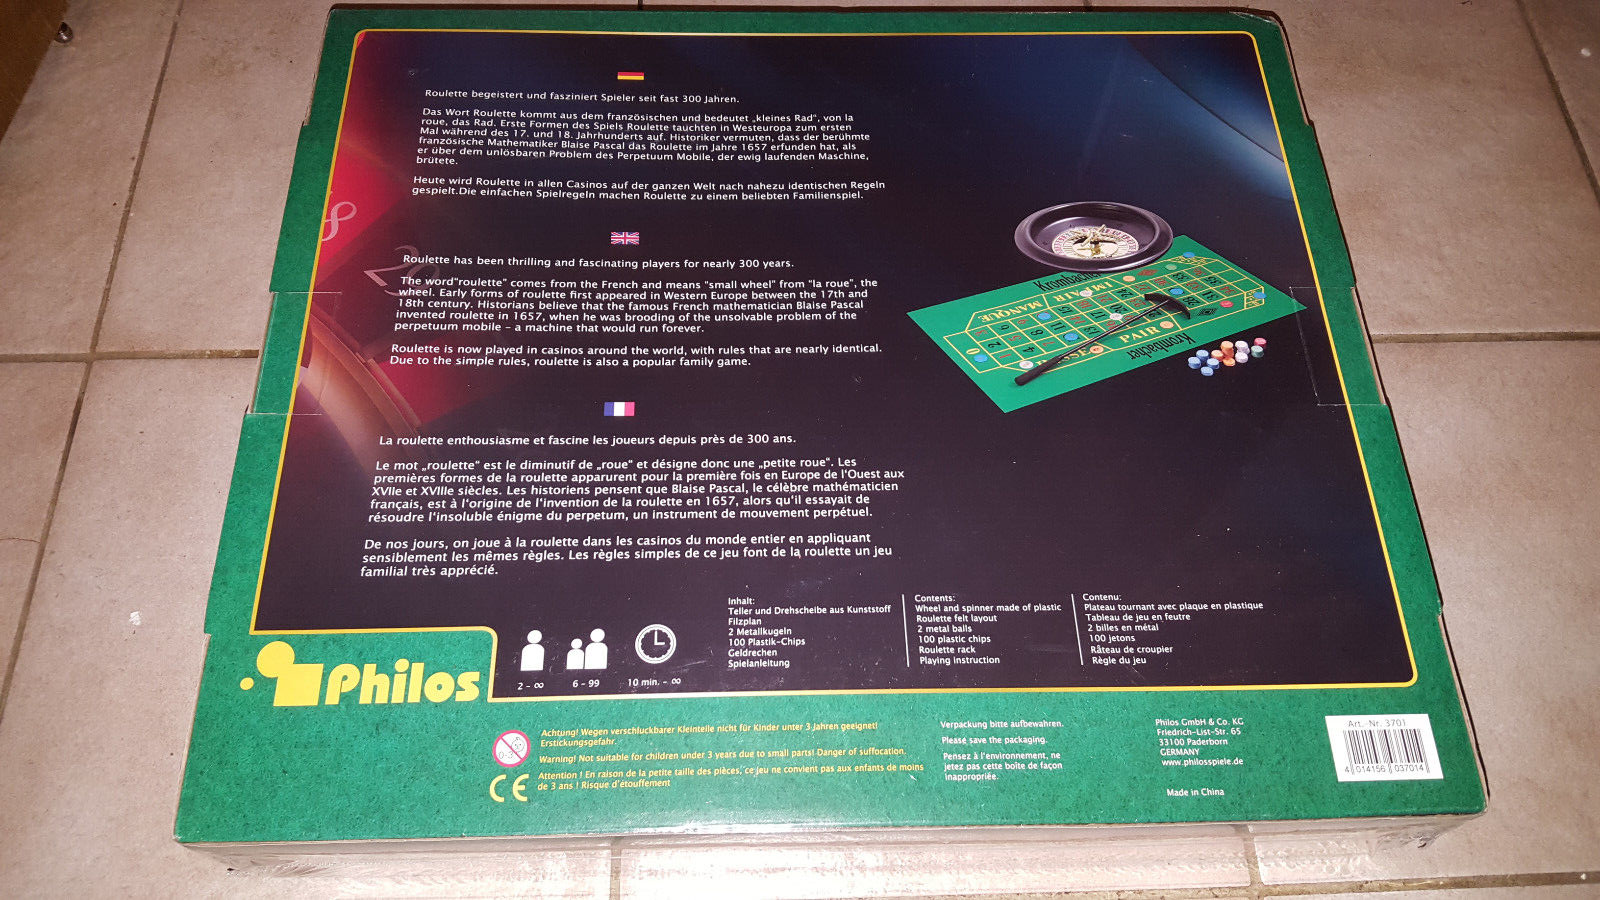 Roulette begeistert und fasziniert Spieler seit fast 300 Jahren.
Das Wort Roulette kommt aus dem französischen und bedeutet „kleines Rad", von la
roue, das Rad. Erste Formen des Spiels Roulette tauchten in Westeuropa zum ersten
Mal während des 17. und 18. Jahrhunderts auf. Historiker vermuten, dass der berühmte
französische Mathematiker Blaise Pascal das Roulette im Jahre 1657 erfunden hat, als
er über dem unlösbaren Problem des Perpetuum Mobile, der ewig laufenden Maschine,
brütete.
Heute wird Roulette in allen Casinos auf der ganzen Welt nach nahezu identischen Regeln
gespielt.Die einfachen Spielregeln machen Roulette zu einem beliebten Familienspiel.
Roulette has been thrilling and fascinating players for nearly 300 years.
The word"roulette" comes from the French and means "small wheel" from "la roue", the
wheel. Early forms of roulette first appeared in Western Europe between the 17th and
18th century. Historians believe that the famous French mathematician Blaise Pascal
invented roulette in 1657, when he was brooding of the unsolvable problem of the
perpetuum mobile – a machine that would run forever.
Roulette is now played in casinos around the world, with rules that are nearly identical.
Due to the simple rules, roulette is also a popular family game.
La roulette enthousiasme et fascine les joueurs depuis près de 300 ans.
Le mot „roulette" est le diminutif de „roue" et désigne donc une „petite roue". Les
premières formes de la roulette apparurent pour la première fois en Europe de l'Ouest aux
XVIIe et XVIIIe siècles. Les historiens pensent que Blaise Pascal, le célèbre mathématicien
français, est à l'origine de l'invention de la roulette en 1657, alors qu'il essayait de
résoudre l'insoluble énigme du perpetum, un instrument de mouvement perpétuel.
De nos jours, on joue à la roulette dans les casinos du monde entier en appliquant
sensiblement les mêmes règles. Les règles simples de ce jeu font de la roulette un jeu
familial très apprécié.
8
Krombacher
MANQUE
IMPAIR
PAIR
Krombacher
Inhalt:
Teller und Drehscheibe aus Kunststoff
Filzplan
2 Metallkugeln
100 Plastik-Chips
Geldrechen
Spielanleitung
Contents:
Wheel and spinner made of plastic
Roulette felt layout
2 metal balls
100 plastic chips
Roulette rack
Playing instruction
Contenu:
Plateau tournant avec plaque en plastique
Tableau de jeu en feutre
2 billes en métal
100 jetons
Râteau de croupier
Règle du jeu
Philos
2 - ∞
6 - 99
10 min. - ∞
0-3
CE
Achtung! Wegen verschluckbarer Kleinteile nicht für Kinder unter 3 Jahren geeignet!
Erstickungsgefahr.
Warning! Not suitable for children under 3 years due to small parts! Danger of suffocation.
Attention ! En raison de la petite taille des pièces, ce jeu ne convient pas aux enfants de moins
de 3 ans ! Risque d'étouffement
Verpackung bitte aufbewahren.
Please save the packaging.
Pensez à l'environnement, ne
jetez pas cette boîte de façon
inappropriée.
Philos GmbH & Co. KG
Friedrich-List-Str. 65
33100 Paderborn
GERMANY
www.philosspiele.de
Made in China
Art.-Nr. 3701
4 014156 037014